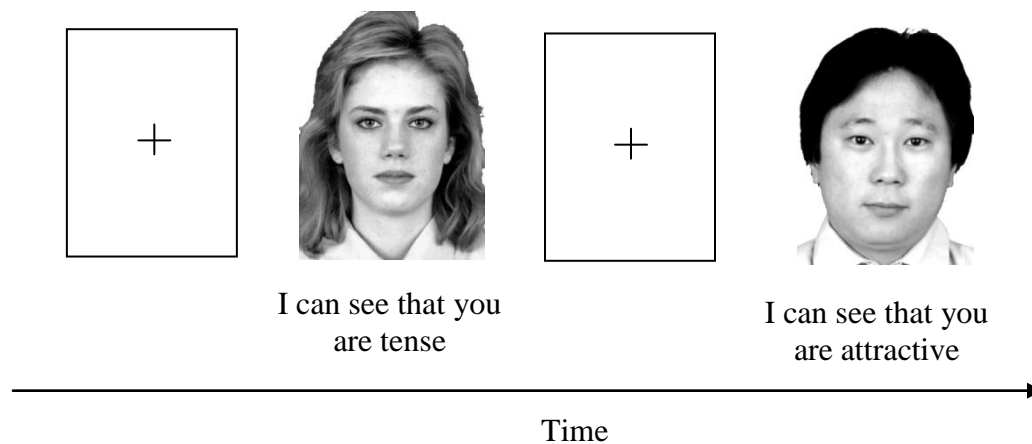 I can see that you
are tense
I can see that you
are attractive
Time